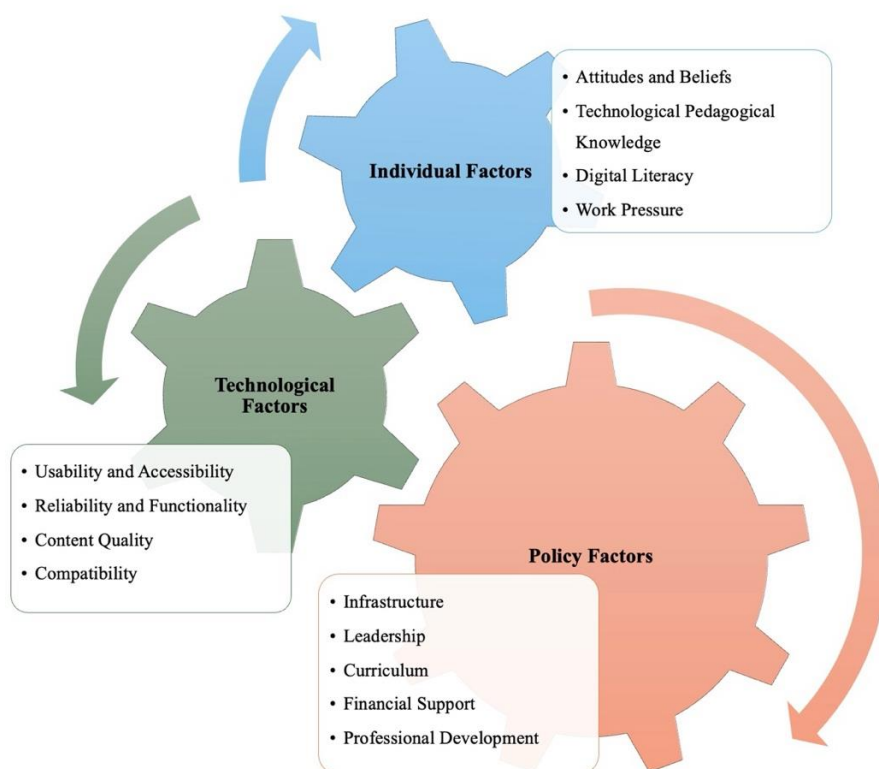 Individual Factors
• Attitudes and Beliefs
• Technological Pedagogical
Knowledge
• Digital Literacy
• Work Pressure
Technological
Factors
• Usability and Accessibility
• Reliability and Functionality
• Content Quality
• Compatibility
Policy Factors
• Infrastructure
• Leadership
• Curriculum
• Financial Support
• Professional Development